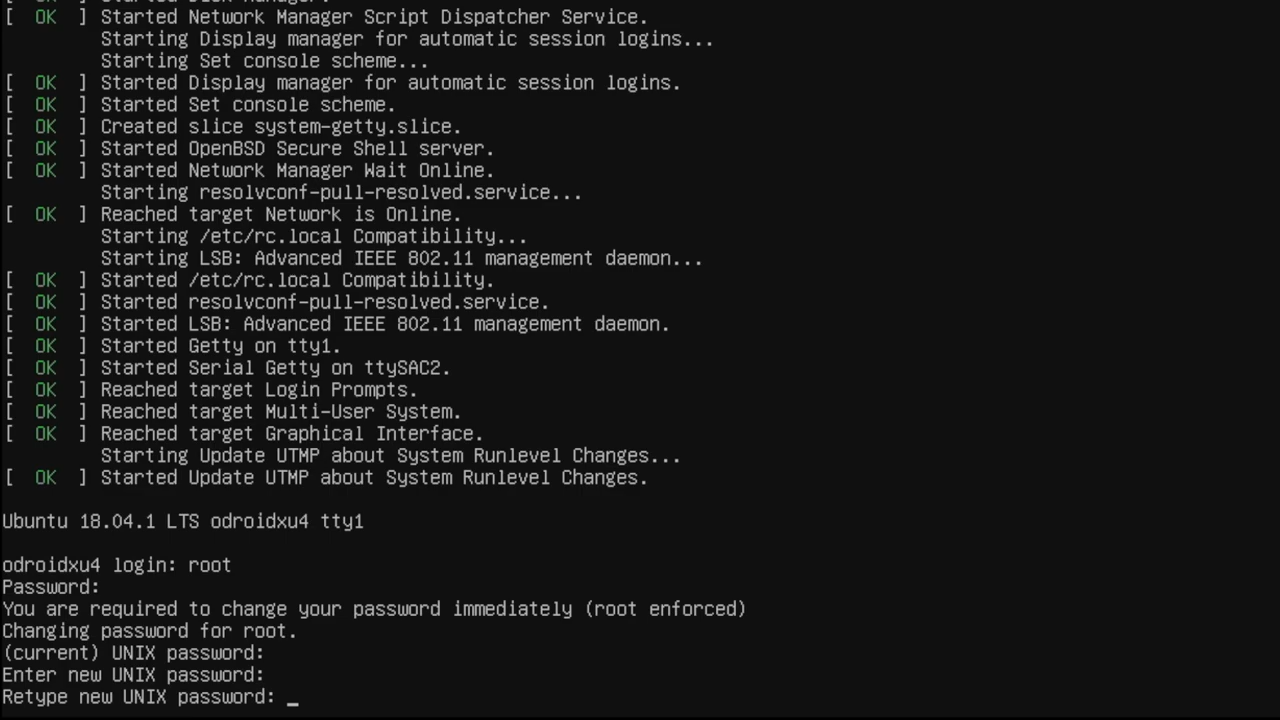 [  OK  ] Started Disk Manager.
[  OK  ] Started Network Manager Script Dispatcher Service.
         Starting Display manager for automatic session logins...
         Starting Set console scheme...
[  OK  ] Started Display manager for automatic session logins.
[  OK  ] Started Set console scheme.
[  OK  ] Created slice system-getty.slice.
[  OK  ] Started OpenBSD Secure Shell server.
[  OK  ] Started Network Manager Wait Online.
         Starting resolvconf-pull-resolved.service...
[  OK  ] Reached target Network is Online.
         Starting /etc/rc.local Compatibility...
         Starting LSB: Advanced IEEE 802.11 management daemon...
[  OK  ] Started /etc/rc.local Compatibility.
[  OK  ] Started resolvconf-pull-resolved.service.
[  OK  ] Started LSB: Advanced IEEE 802.11 management daemon.
[  OK  ] Started Getty on tty1.
[  OK  ] Started Serial Getty on ttySAC2.
[  OK  ] Reached target Login Prompts.
[  OK  ] Reached target Multi-User System.
[  OK  ] Reached target Graphical Interface.
         Starting Update UTMP about System Runlevel Changes...
[  OK  ] Started Update UTMP about System Runlevel Changes.
Ubuntu 18.04.1 LTS odroidxu4 tty1
odroidxu4 login: root
Password:
You are required to change your password immediately (root enforced)
Changing password for root.
(current) UNIX password:
Enter new UNIX password:
Retype new UNIX password: _